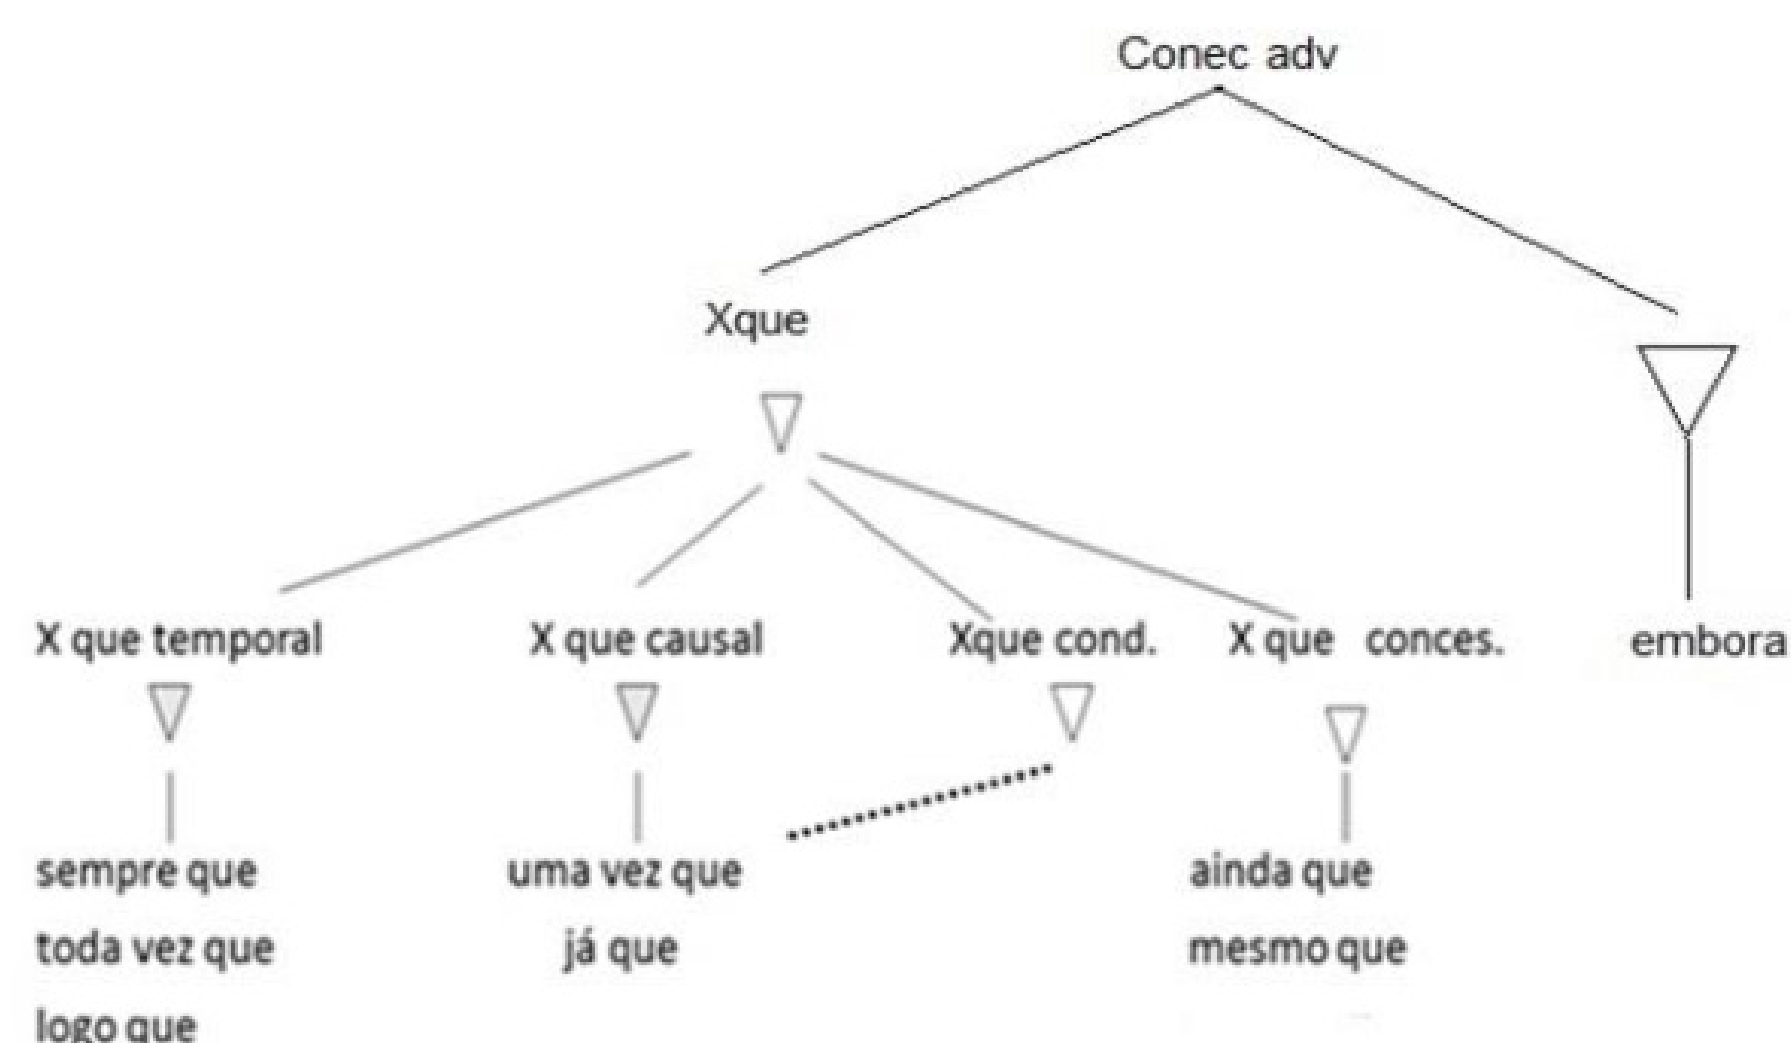 Conec adv
Xque
X que temporal
X que causal
Xque cond.
X que conces.
embora
sempre que
uma vez que
ainda que
toda vez que
já que
mesmo que
logo que